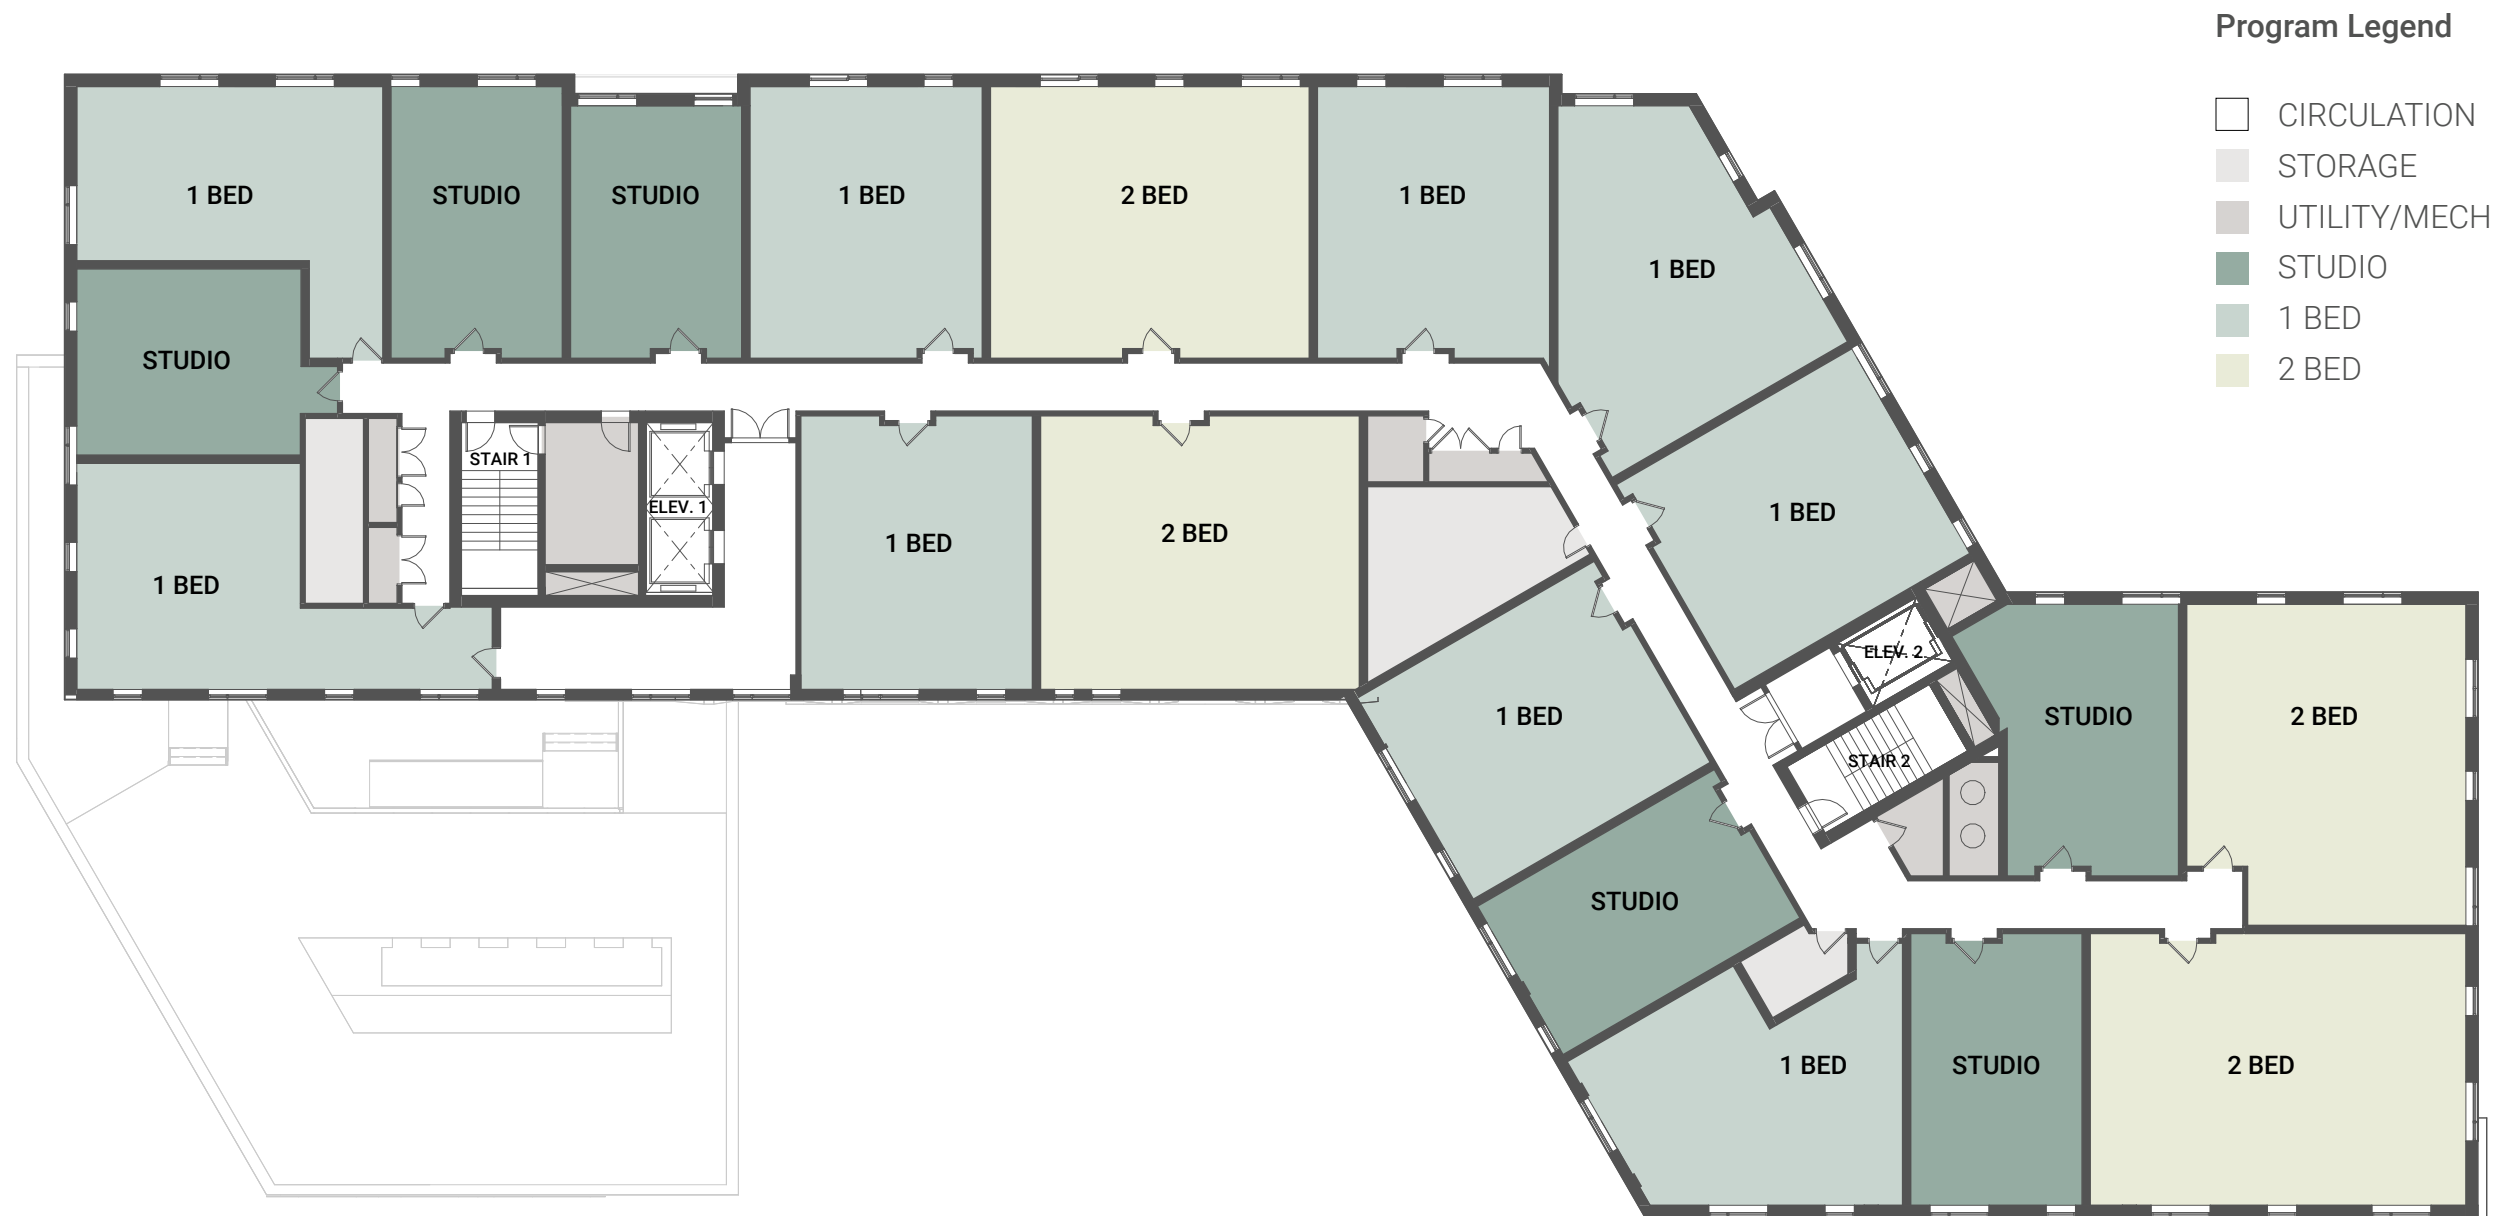 Program Legend
CIRCULATION
STORAGE
UTILITY/MECH
STUDIO
1 BED
2 BED
1 BED
STUDIO
STUDIO
1 BED
2 BED
1 BED
1 BED
STUDIO
STAIR 1
ELEV. 1
1 BED
1 BED
2 BED
1 BED
ELEV. 2
1 BED
STUDIO
2 BED
STAIR 2
STUDIO
1 BED
STUDIO
2 BED